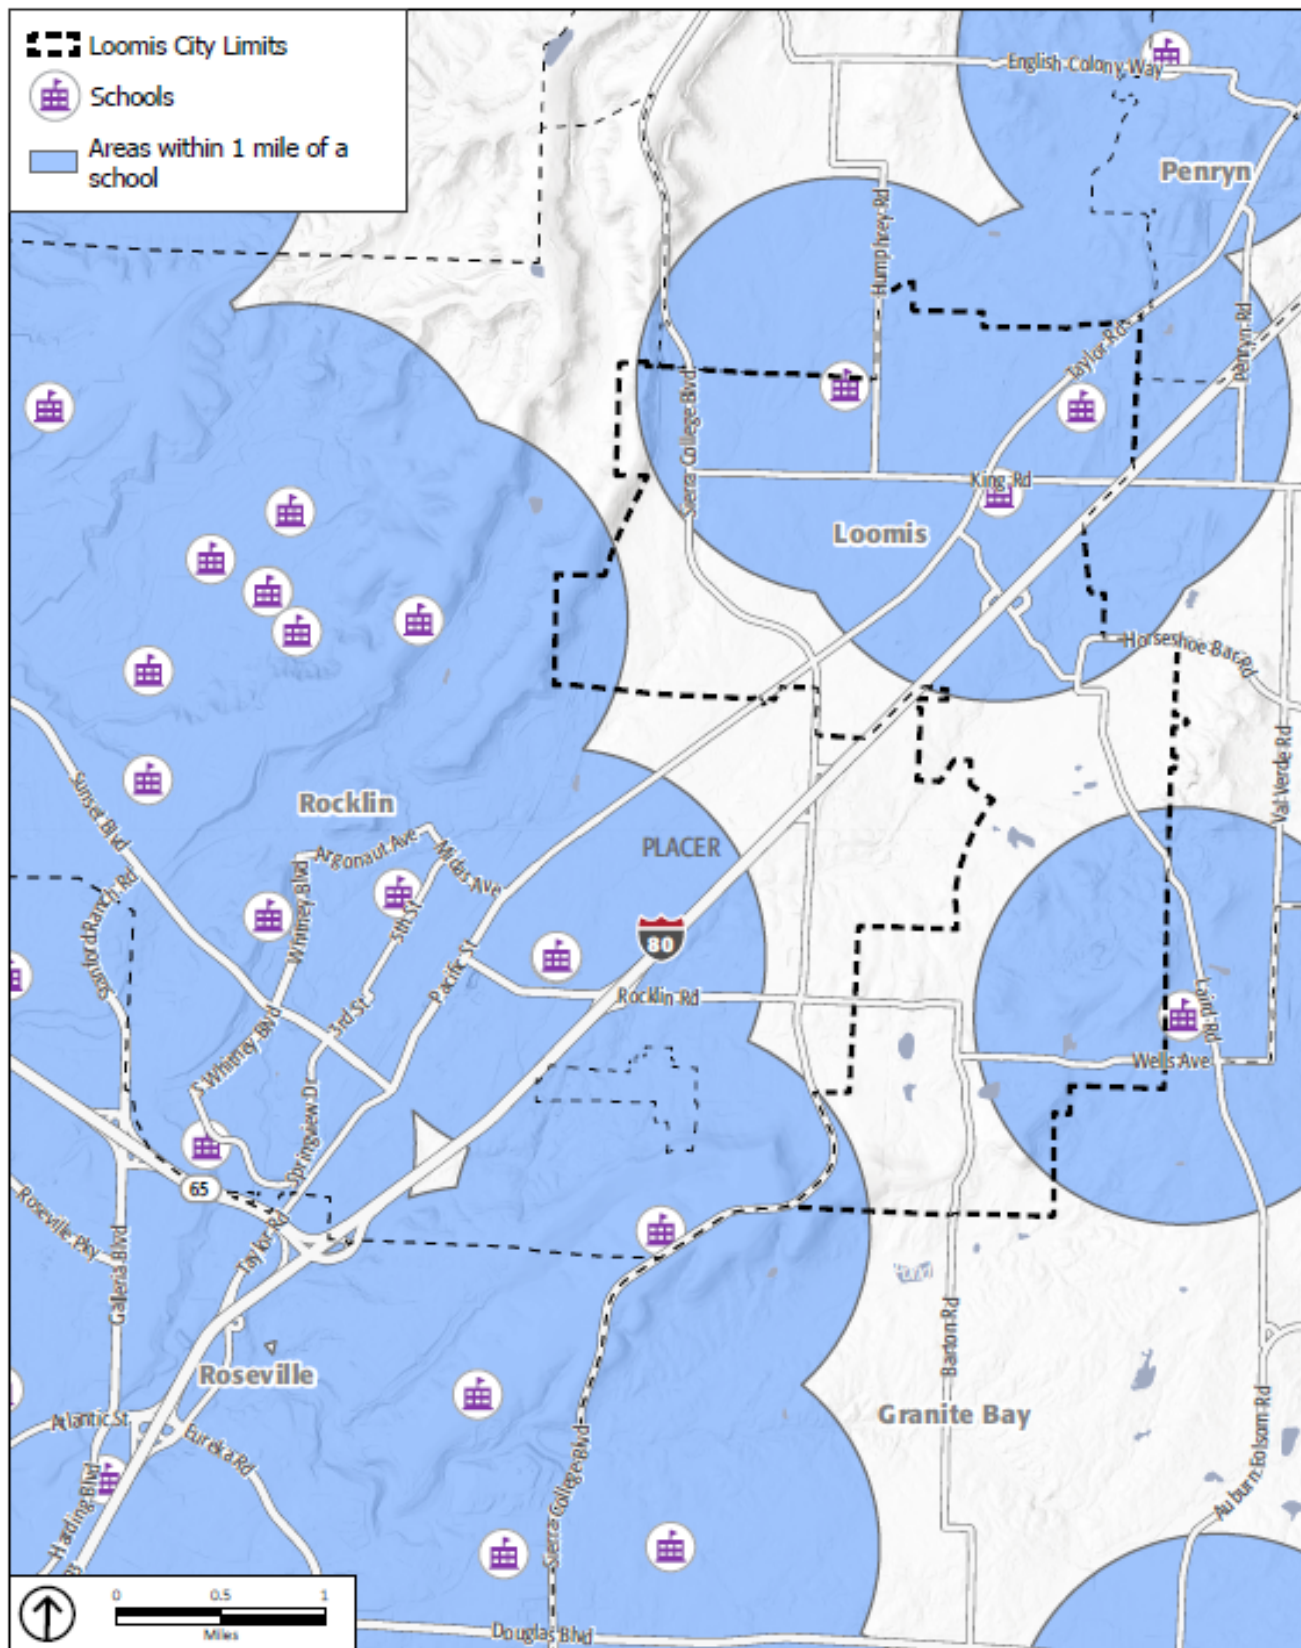 Loomis City Limits
Schools
Areas within 1 mile of a
school
English Colony Way
Penryn
Humphrey Rd
Taylor Rd
Penryn Rd
Sierra College Blvd
King Rd
Loomis
Horseshoe Bar Rd
Val Verde Rd
Sunset Blvd
Rocklin
Argonaut Ave
Midas Ave
PLACER
Stanford Ranch Rd
Whitney Blvd
5th St
80
Pacific St
Rocklin Rd
Laird Rd
3rd St
S Whitney Blvd
Wells Ave
Springview Dr
65
Roseville Pky
Galleria Blvd
Taylor Rd
Barton Rd
Roseville
Granite Bay
Atlantic St
Eureka Rd
Auburn Folsom Rd
Harding Blvd
Sierra College Blvd
0 0.5 1
Miles
Douglas Blvd